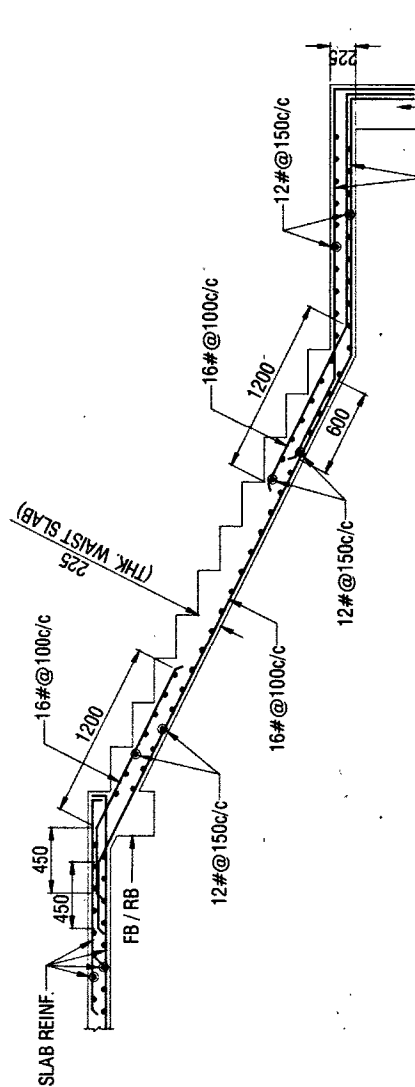 SLAB REINF.
450
450
FB / RB
1200
16#@100c/c
12#@150c/c
225
(THK. WAIST SLAB)
16#@100c/c
12#@150c/c
600
1200
16#@100c/c
12#@150c/c
225